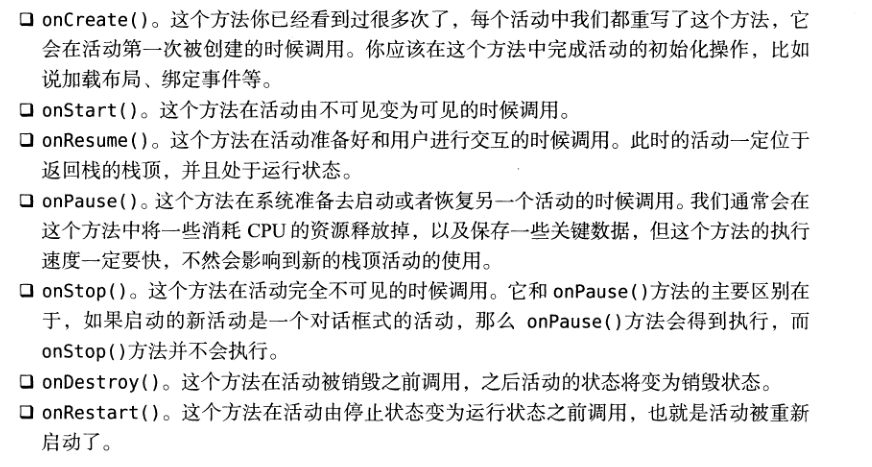 ❑ onCreate()。这个方法你已经看到过很多次了，每个活动中我们都重写了这个方法，它
会在活动第一次被创建的时候调用。你应该在这个方法中完成活动的初始化操作，比如
说加载布局、绑定事件等。
❑ onStart()。这个方法在活动由不可见变为可见的时候调用。
❑ onResume()。这个方法在活动准备好和用户进行交互的时候调用。此时的活动一定位于
返回栈的栈顶，并且处于运行状态。
❑ onPause()。这个方法在系统准备去启动或者恢复另一个活动的时候调用。我们通常会在
这个方法中将一些消耗 CPU 的资源释放掉，以及保存一些关键数据，但这个方法的执行
速度一定要快，不然会影响到新的栈顶活动的使用。
❑ onStop()。这个方法在活动完全不可见的时候调用。它和 onPause()方法的主要区别在
于，如果启动的新活动是一个对话框式的活动，那么 onPause()方法会得到执行，而
onStop()方法并不会执行。
❑ onDestroy()。这个方法在活动被销毁之前调用，之后活动的状态将变为销毁状态。
❑ onRestart()。这个方法在活动由停止状态变为运行状态之前调用，也就是活动被重新
启动了。